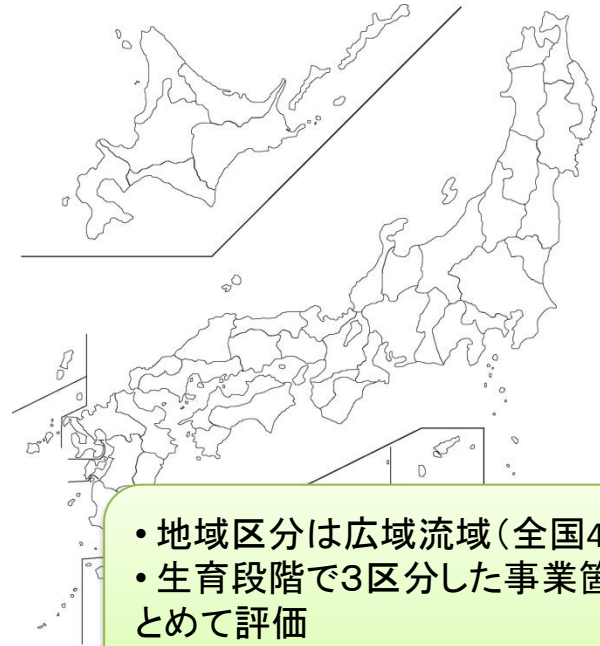 • 地域区分は広域流域（全国4
• 生育段階で3区分した事業箇
とめて評価